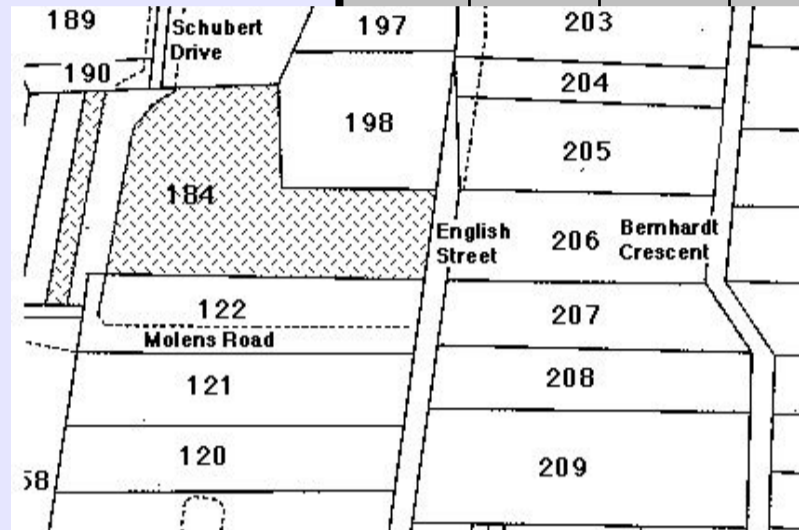 189
Schubert
Drive
197
203
190
204
198
205
184
English
Street
206
Bernhardt
Crescent
122
207
Molens Road
121
208
120
209
58